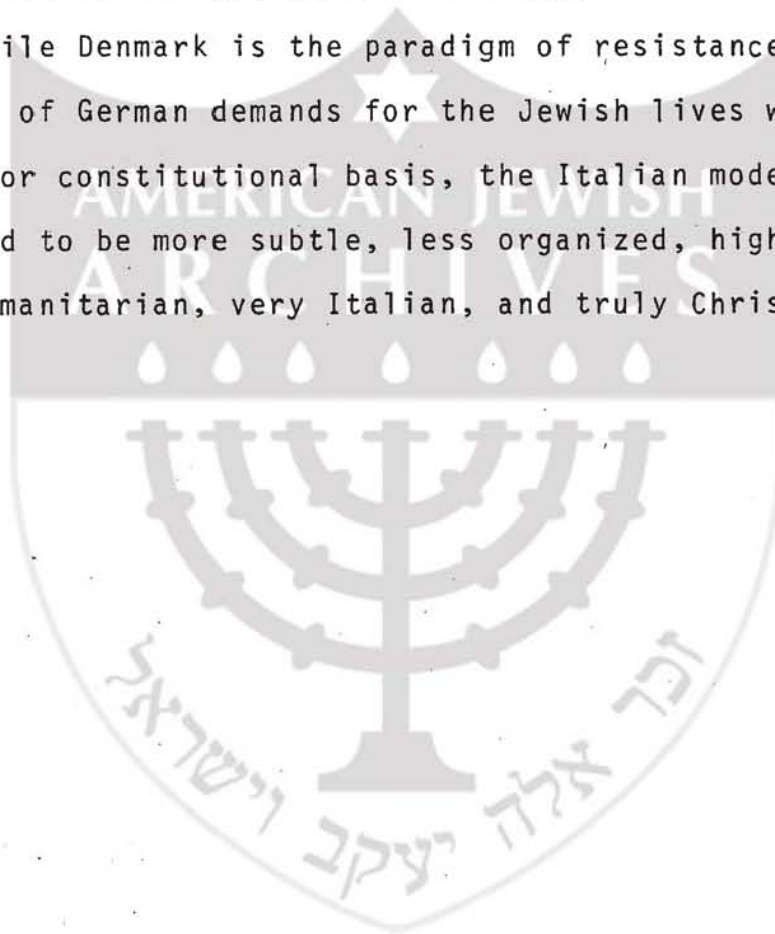 ile Denmark is the paradigm of resistance
of German demands for the Jewish lives w
or constitutional basis, the Italian mode
d to be more subtle, less organized, high
manitarian, very Italian, and truly Chris
AMERICAN JEWISH
ARCHIVES
זכר אלה יעקב וישראל